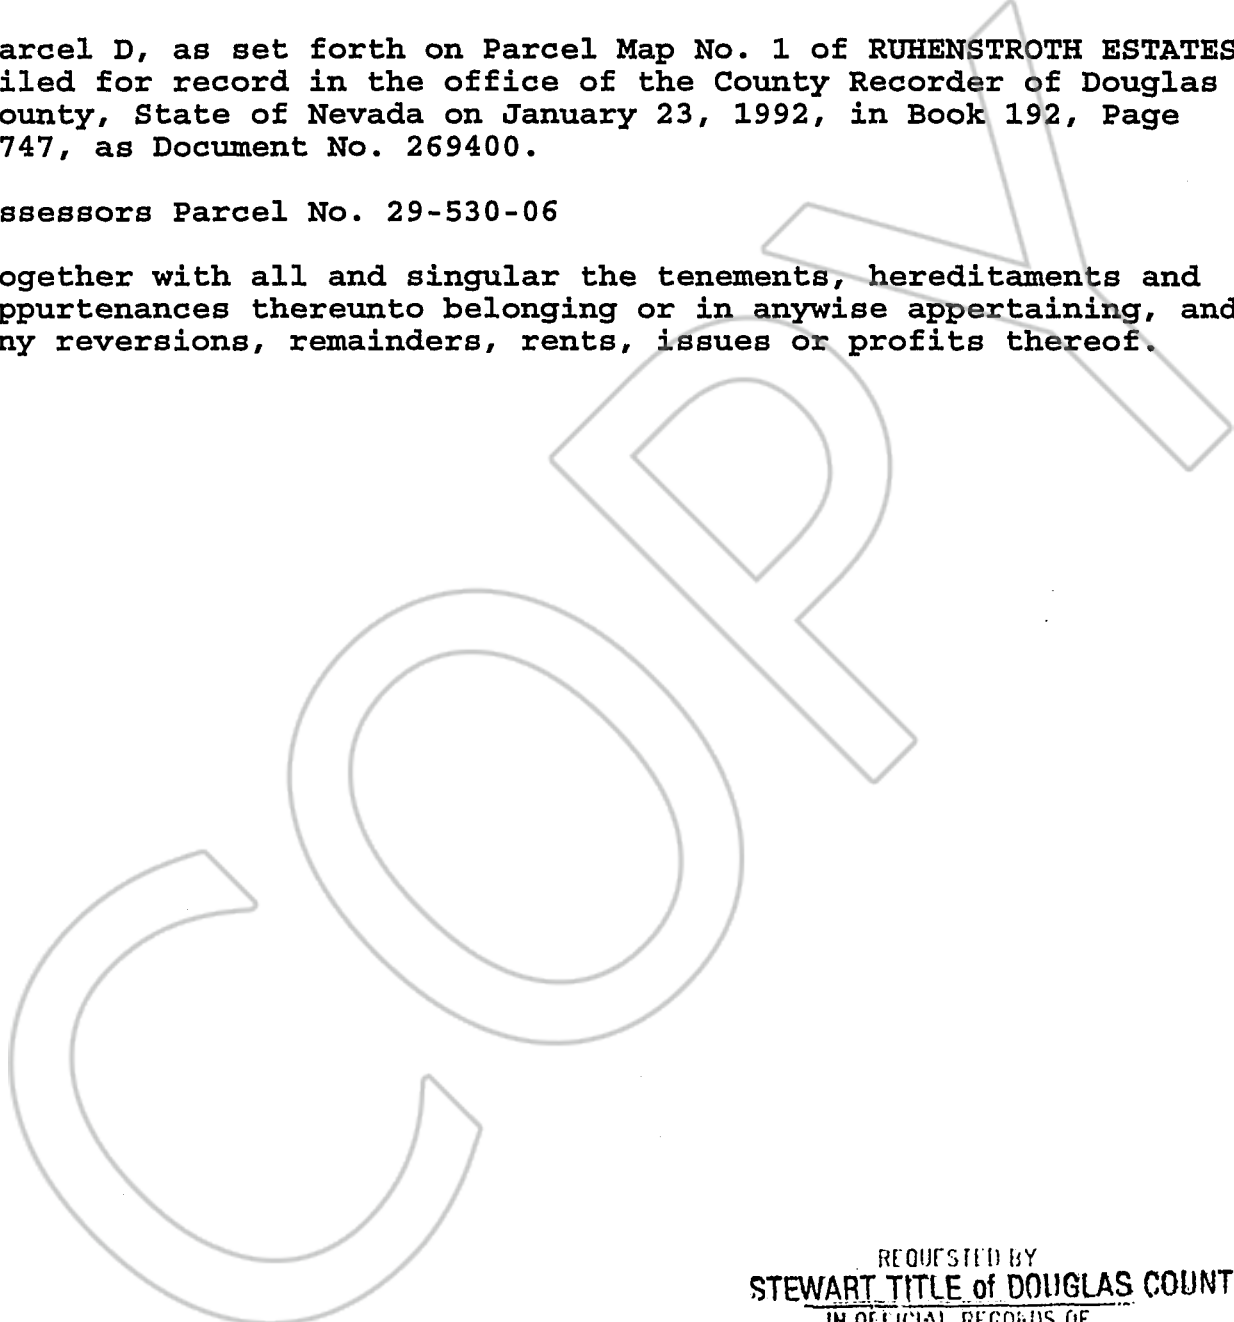 arcel D, as set forth on Parcel Map No. 1 of RUHENSTROTH ESTATES
iled for record in the office of the County Recorder of Douglas
ounty, State of Nevada on January 23, 1992, in Book 192, Page
747, as Document No. 269400.
ssessors Parcel No. 29-530-06
ogether with all and singular the tenements, hereditaments and
ppurtenances thereunto belonging or in anywise appertaining, and
ny reversions, remainders, rents, issues or profits thereof.
COPY
REQUESTED BY
STEWART TITLE of DOUGLAS COUNT
IN OFFICIAL RECORDS OF